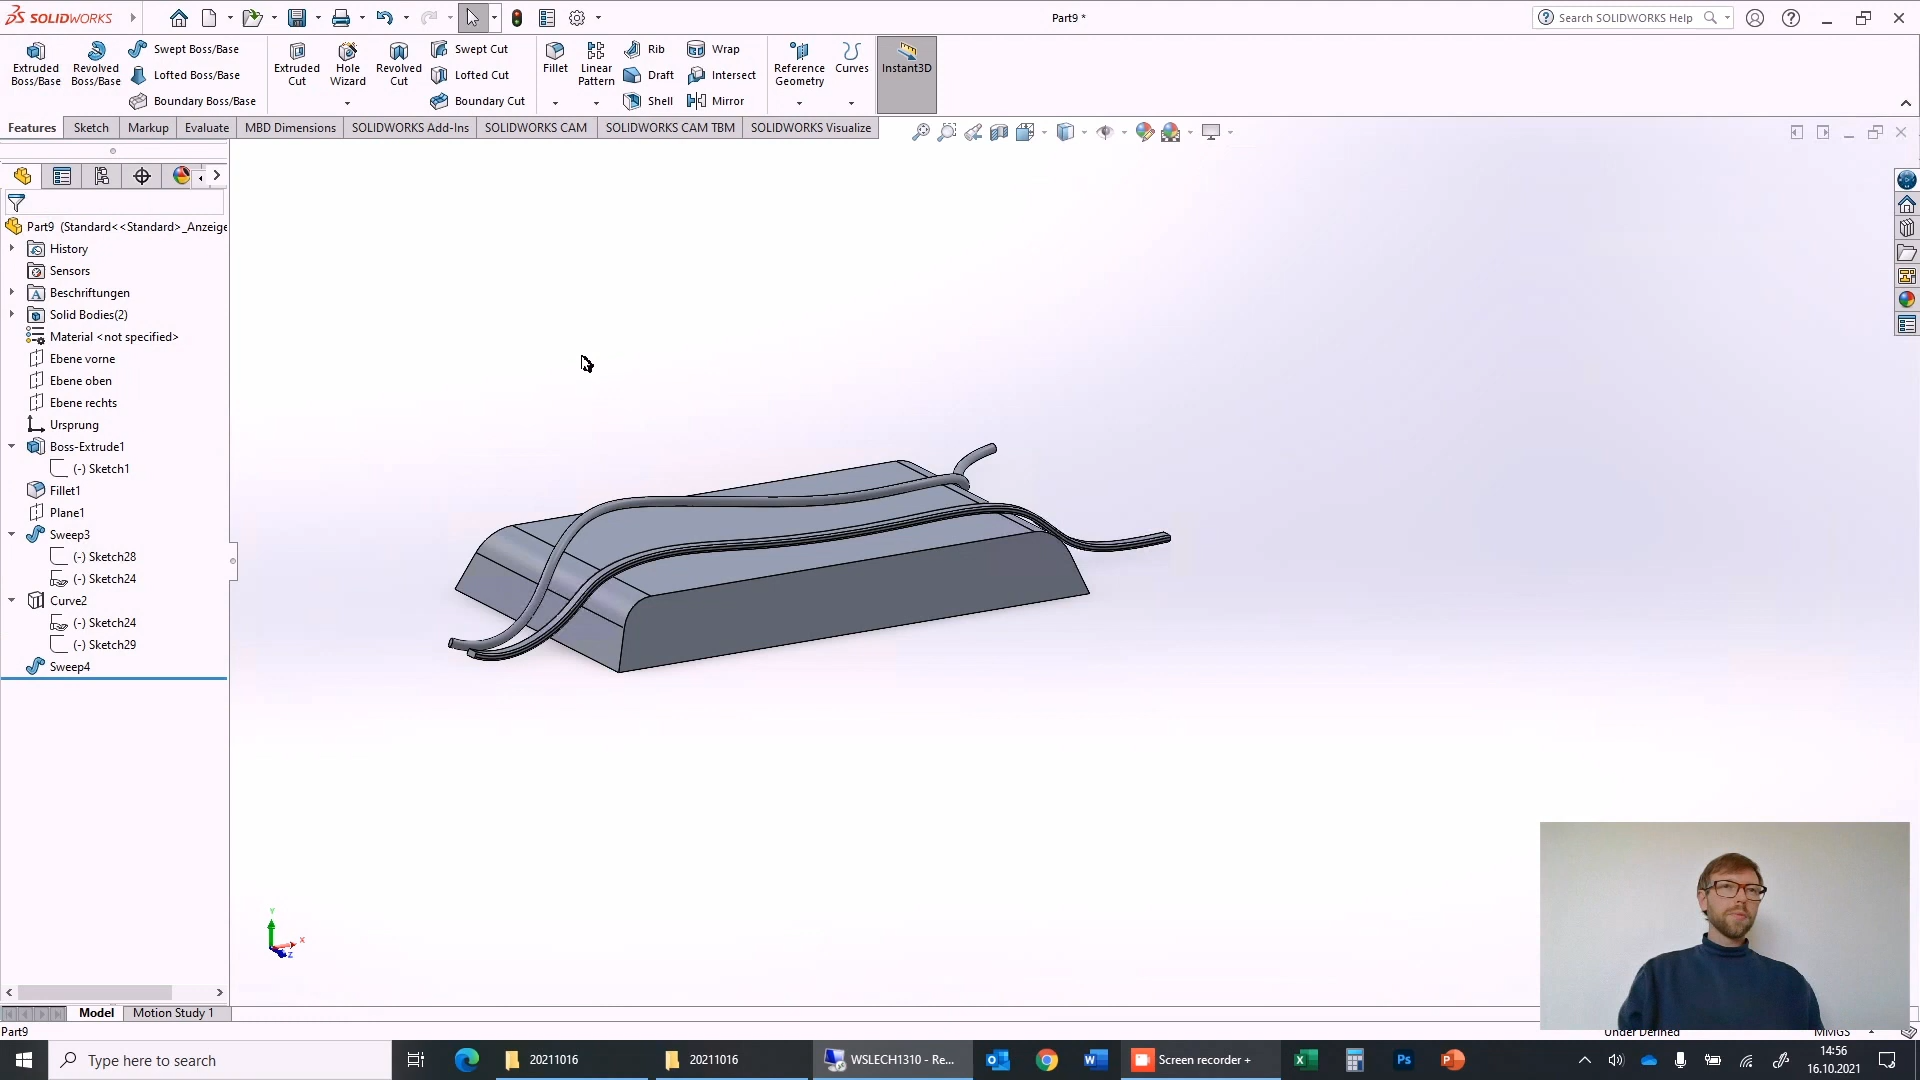 SOLIDWORKS
Part9 *
Search SOLIDWORKS Help
Extruded Boss/Base
Revolved Boss/Base
Swept Boss/Base
Lofted Boss/Base
Boundary Boss/Base
Extruded Cut
Hole Wizard
Revolved Cut
Swept Cut
Lofted Cut
Boundary Cut
Fillet
Linear Pattern
Rib
Draft
Shell
Wrap
Intersect
Mirror
Reference Geometry
Curves
Instant3D
Features
Sketch
Markup
Evaluate
MBD Dimensions
SOLIDWORKS Add-Ins
SOLIDWORKS CAM
SOLIDWORKS CAM TBM
SOLIDWORKS Visualize
Part9 (Standard<<Standard>_Anzeige
History
Sensors
Beschriftungen
Solid Bodies(2)
Material <not specified>
Ebene vorne
Ebene oben
Ebene rechts
Ursprung
Boss-Extrude1
(-) Sketch1
Fillet1
Plane1
Sweep3
(-) Sketch28
(-) Sketch24
Curve2
(-) Sketch24
(-) Sketch29
Sweep4
Y
X
Z
Model
Motion Study 1
Part9
Under Defined
MMGS
Type here to search
20211016
20211016
WSLECH1310 - Re...
Screen recorder +
14:56
16.10.2021